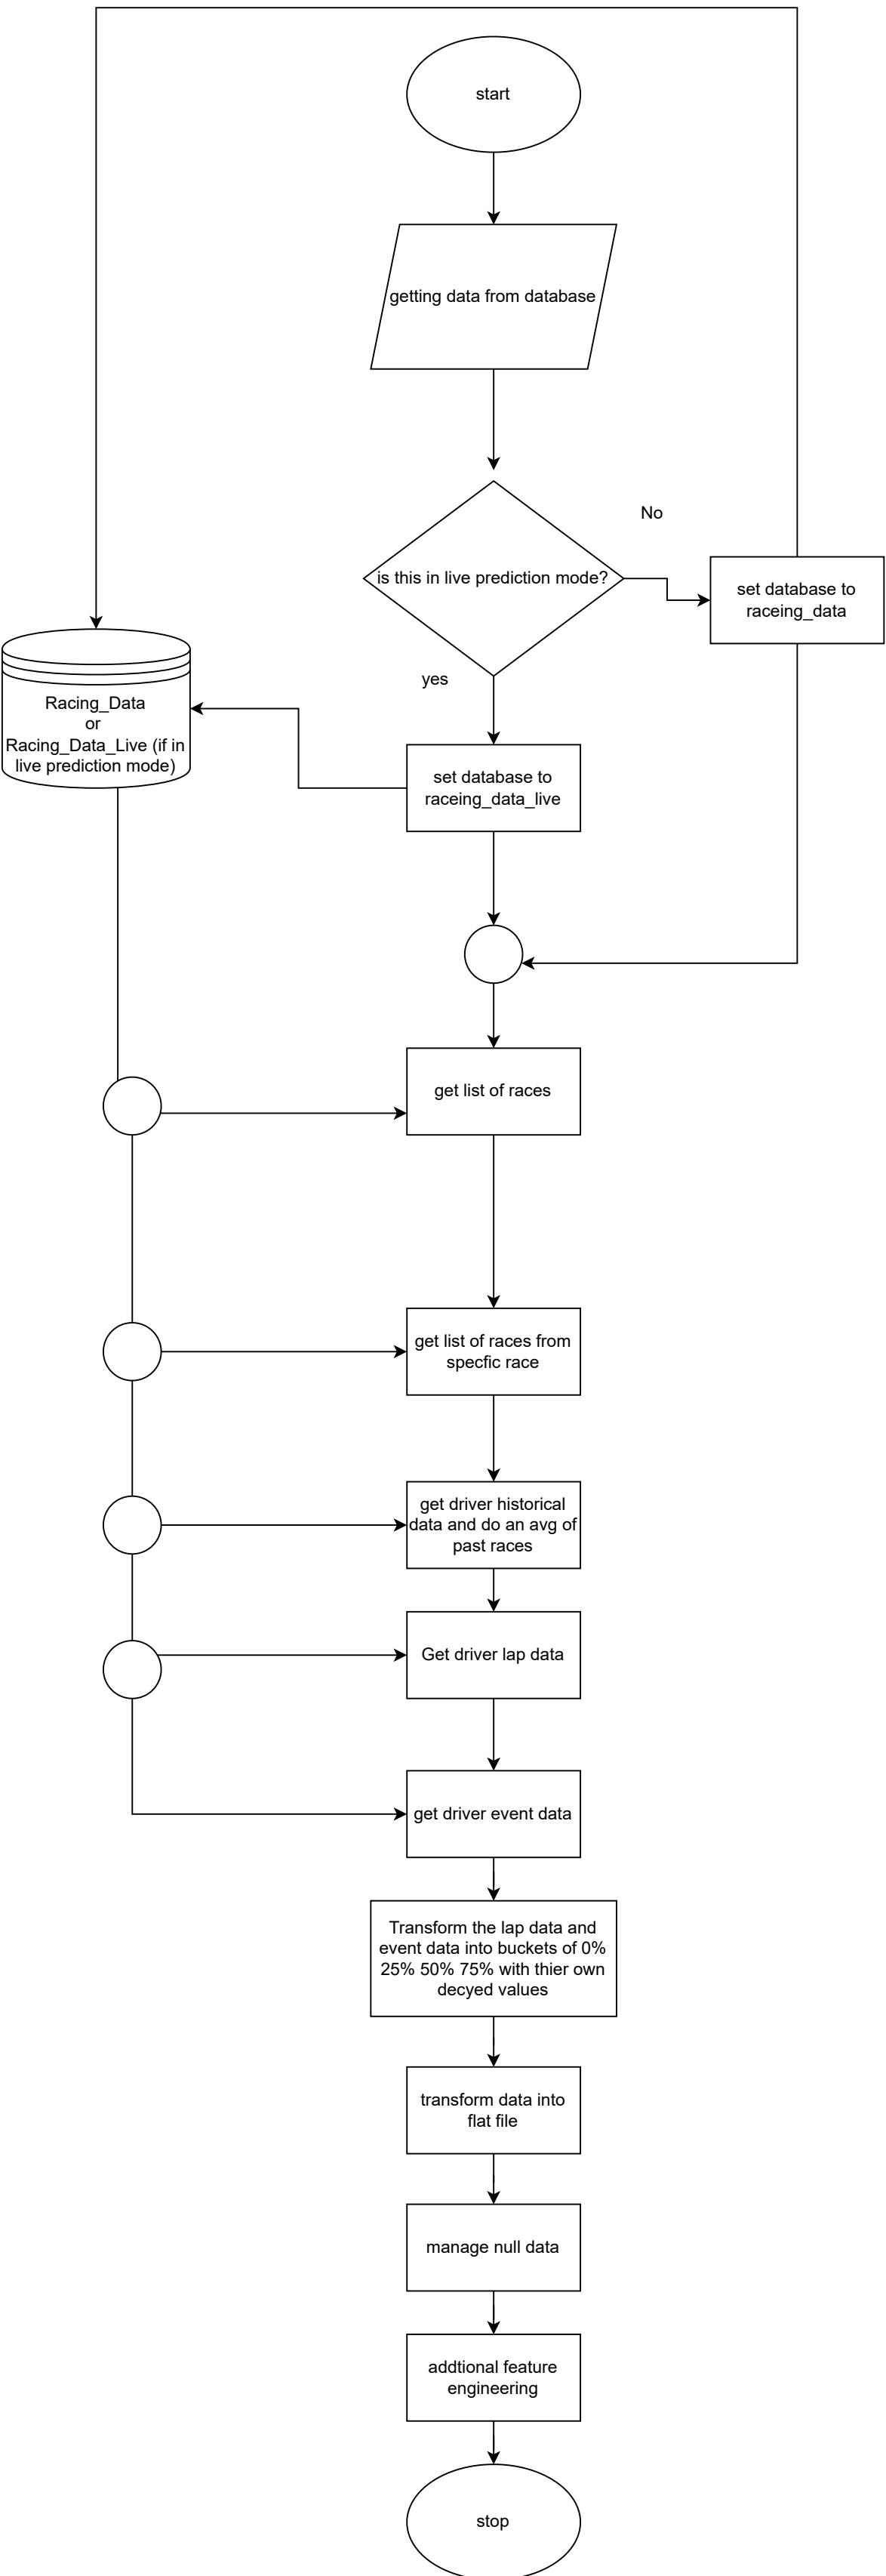 start
getting data from database
No
is this in live prediction mode?
set database to
raceing_data
yes
Racing_Data
or
Racing_Data_Live (if in
live prediction mode)
set database to
raceing_data_live
get list of races
get list of races from
specfic race
get driver historical
data and do an avg of
past races
Get driver lap data
get driver event data
Transform the lap data and
event data into buckets of 0%
25% 50% 75% with thier own
decyed values
transform data into
flat file
manage null data
addtional feature
engineering
stop